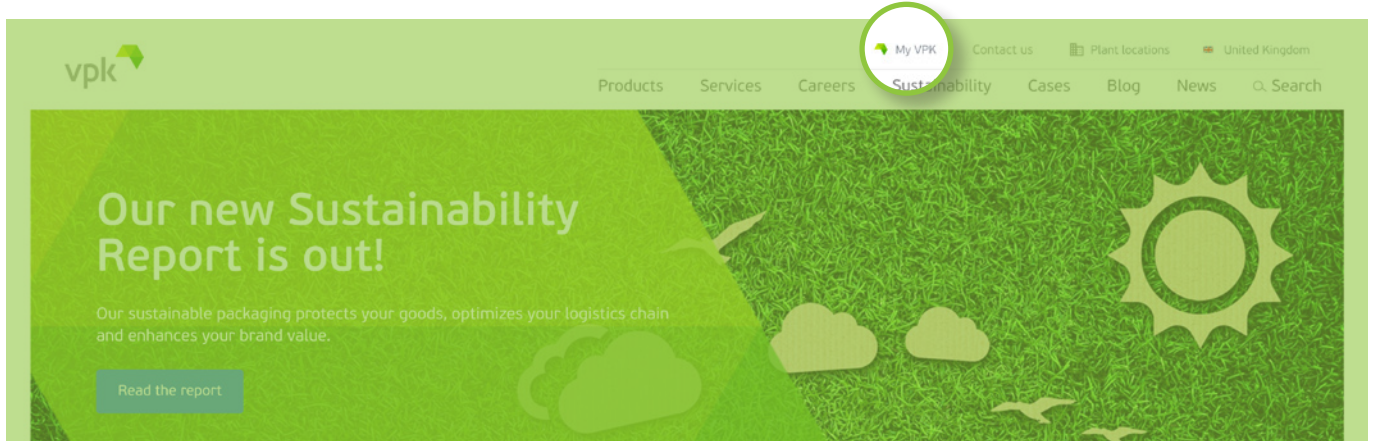 vpk
My VPK Contact us Plant locations United Kingdom
Products Services Careers Sustainability Cases Blog News Search
Our new Sustainability
Report is out!
Our sustainable packaging protects your goods, optimizes your logistics chain
and enhances your brand value.
Read the report